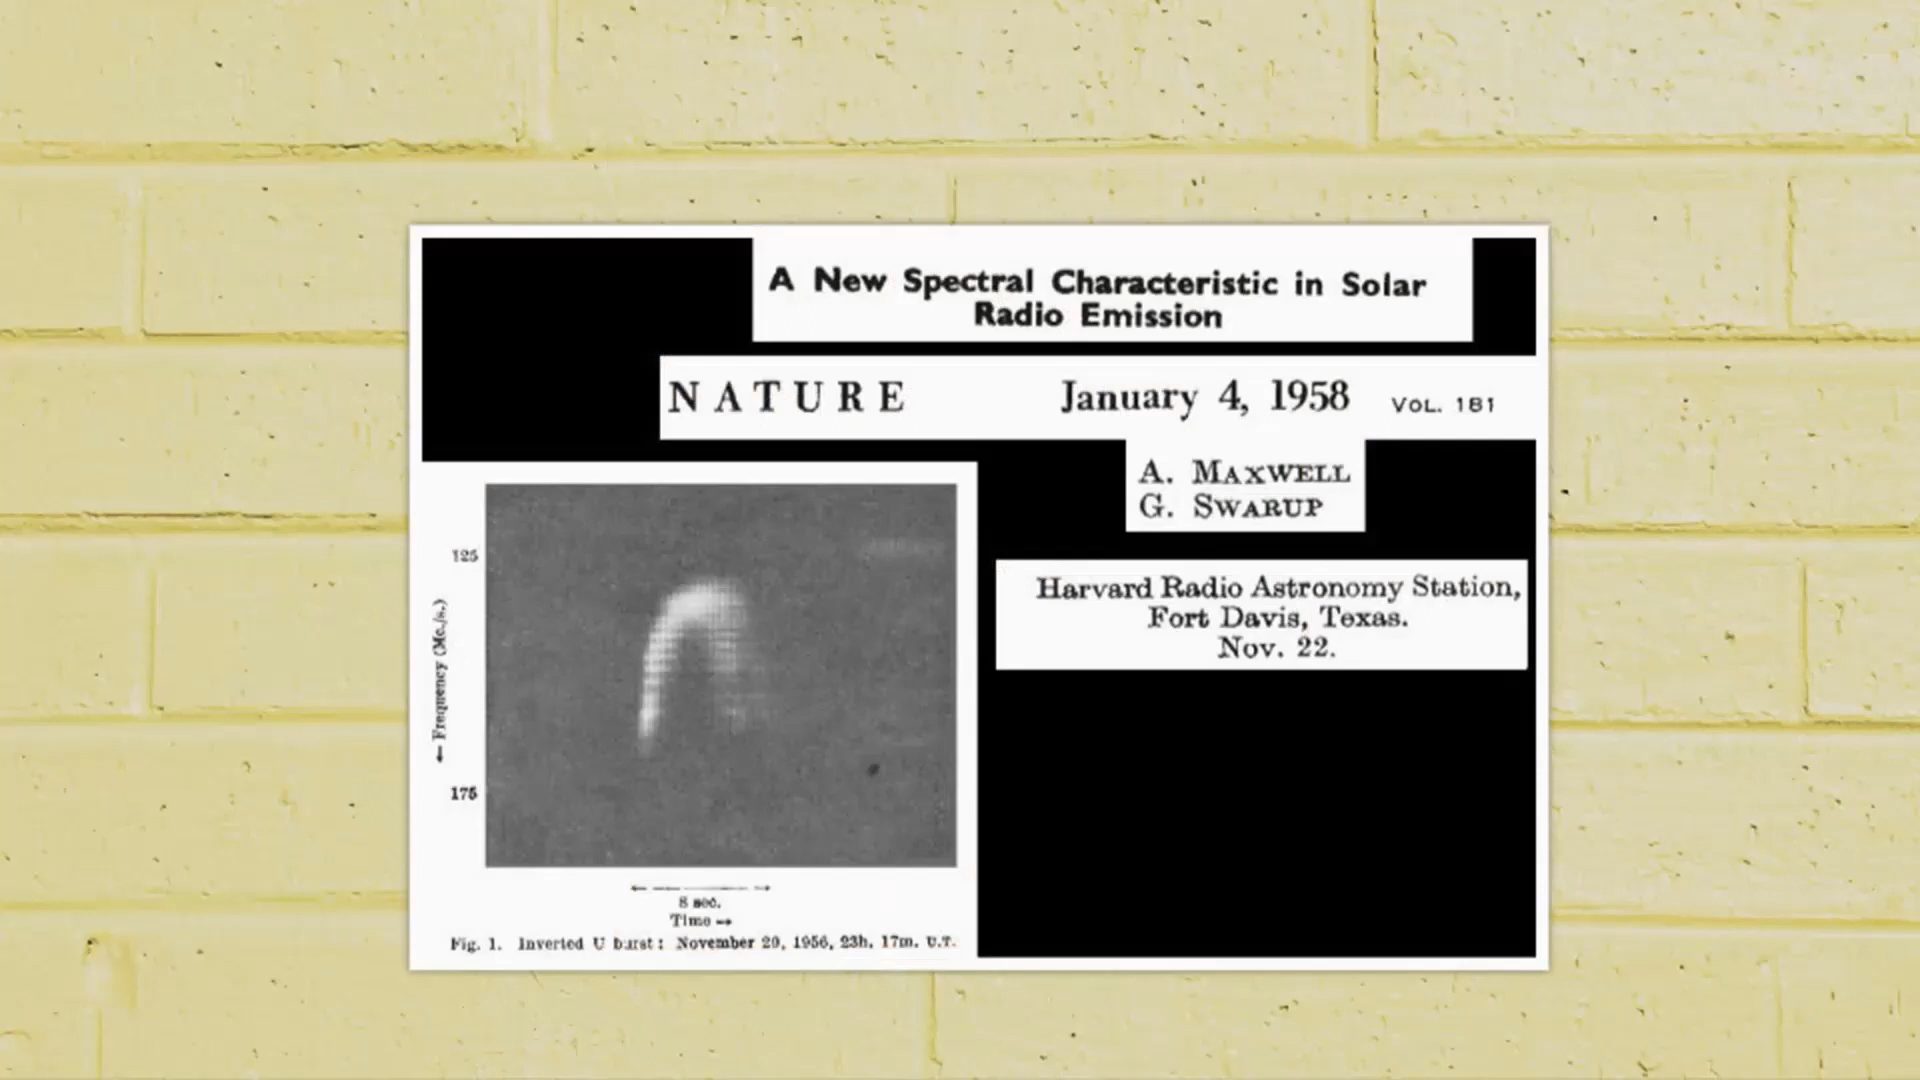 A New Spectral Characteristic in Solar
Radio Emission
NATURE January 4, 1958 VOL. 181
A. MAXWELL
G. SWARUP
Harvard Radio Astronomy Station,
Fort Davis, Texas.
Nov. 22.
125
← Frequency (Mc./s.)
175
8 sec.
Time →
Fig. 1. Inverted U burst: November 20, 1956, 23h. 17m. U.T.